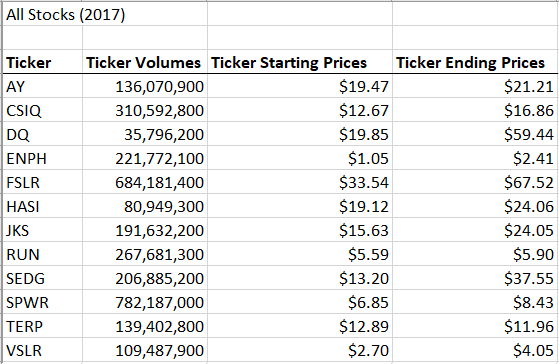 All Stocks (2017)
Ticker Ticker Volumes Ticker Starting Prices Ticker Ending Prices
AY 136,070,900 $19.47 $21.21
CSIQ 310,592,800 $12.67 $16.86
DQ 35,796,200 $19.85 $59.44
ENPH 221,772,100 $1.05 $2.41
FSLR 684,181,400 $33.54 $67.52
HASI 80,949,300 $19.12 $24.06
JKS 191,632,200 $15.63 $24.05
RUN 267,681,300 $5.59 $5.90
SEDG 206,885,200 $13.20 $37.55
SPWR 782,187,000 $6.85 $8.43
TERP 139,402,800 $12.89 $11.96
VSLR 109,487,900 $2.70 $4.05